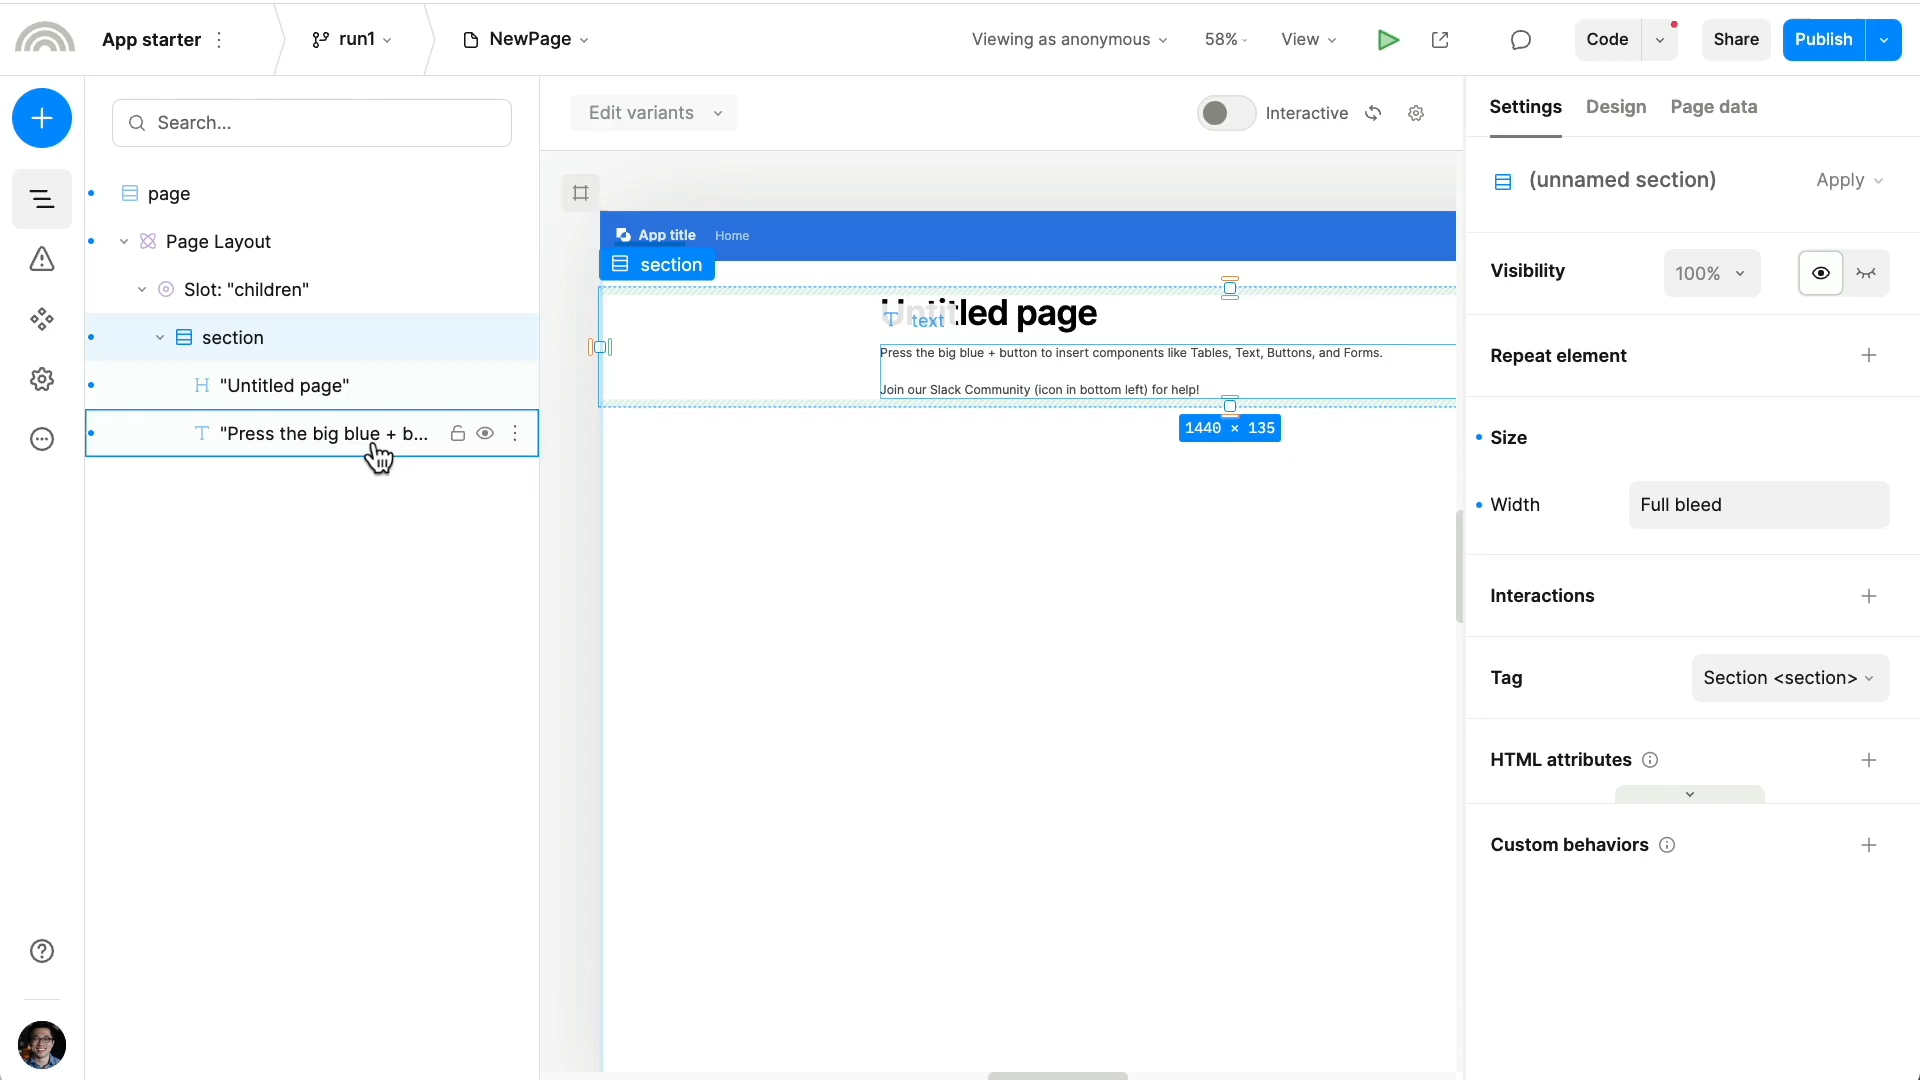 App starter
run1
NewPage
Viewing as anonymous
58%
View
Code
Share
Publish
Search...
page
Page Layout
Slot: "children"
section
"Untitled page"
"Press the big blue + b...
Edit variants
Interactive
App title
Home
section
Untitled page
text
Press the big blue + button to insert components like Tables, Text, Buttons, and Forms.
Join our Slack Community (icon in bottom left) for help!
1440 × 135
Settings
Design
Page data
(unnamed section)
Apply
Visibility
100%
Repeat element
Size
Width
Full bleed
Interactions
Tag
Section <section>
HTML attributes
Custom behaviors